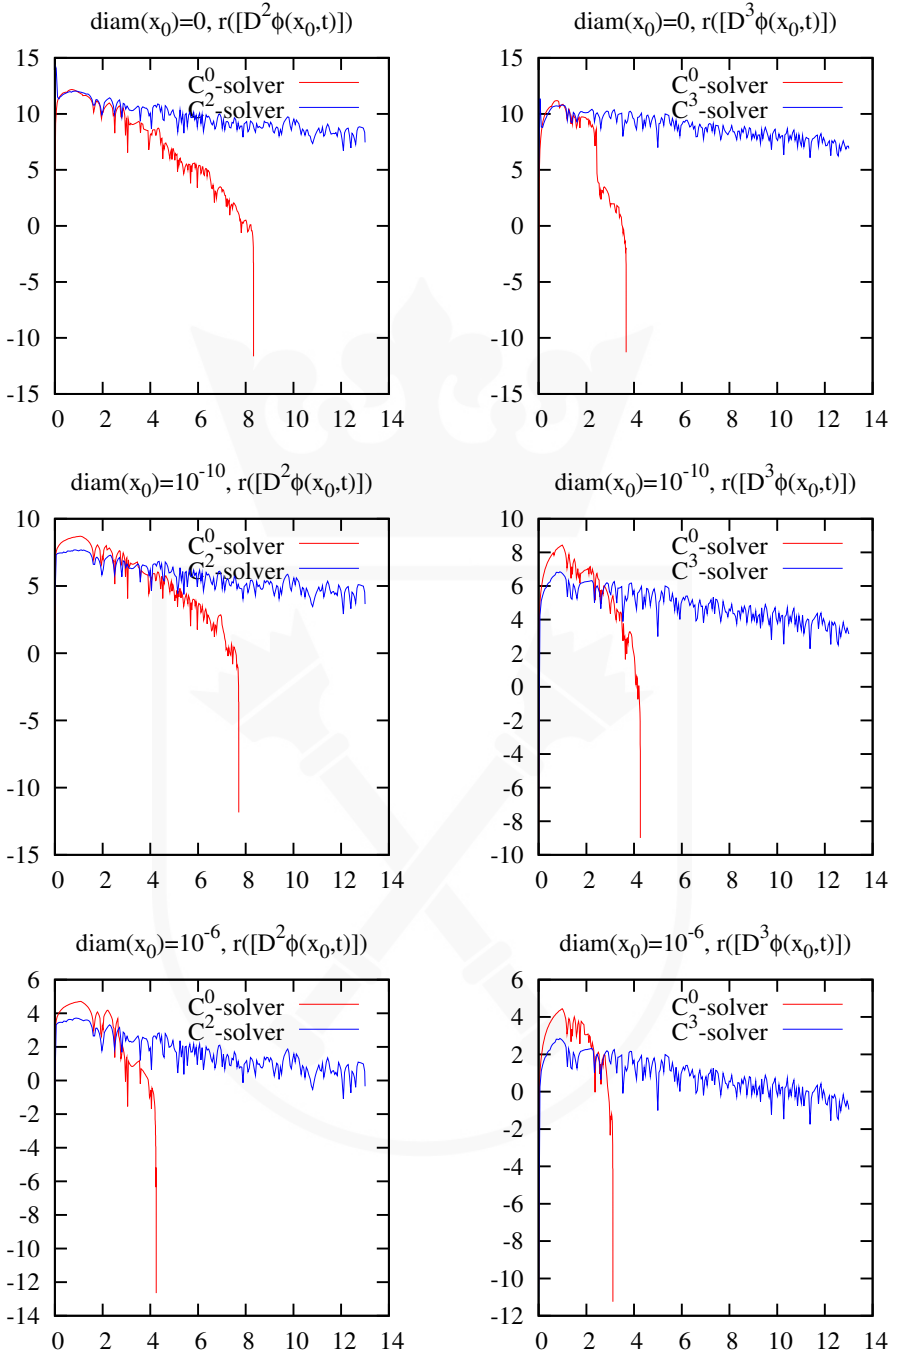 diam(x0)=0, r([D2ϕ(x0,t)])
15
10
5
0
-5
-10
-15
0 2 4 6 8 10 12 14
C0-solver
C2-solver
diam(x0)=0, r([D3ϕ(x0,t)])
15
10
5
0
-5
-10
-15
0 2 4 6 8 10 12 14
C0-solver
C3-solver
diam(x0)=10-10, r([D2ϕ(x0,t)])
10
5
0
-5
-10
-15
0 2 4 6 8 10 12 14
C0-solver
C2-solver
diam(x0)=10-10, r([D3ϕ(x0,t)])
10
8
6
4
2
0
-2
-4
-6
-8
-10
0 2 4 6 8 10 12 14
C0-solver
C3-solver
diam(x0)=10-6, r([D2ϕ(x0,t)])
6
4
2
0
-2
-4
-6
-8
-10
-12
-14
0 2 4 6 8 10 12 14
C0-solver
C2-solver
diam(x0)=10-6, r([D3ϕ(x0,t)])
6
4
2
0
-2
-4
-6
-8
-10
-12
0 2 4 6 8 10 12 14
C0-solver
C3-solver